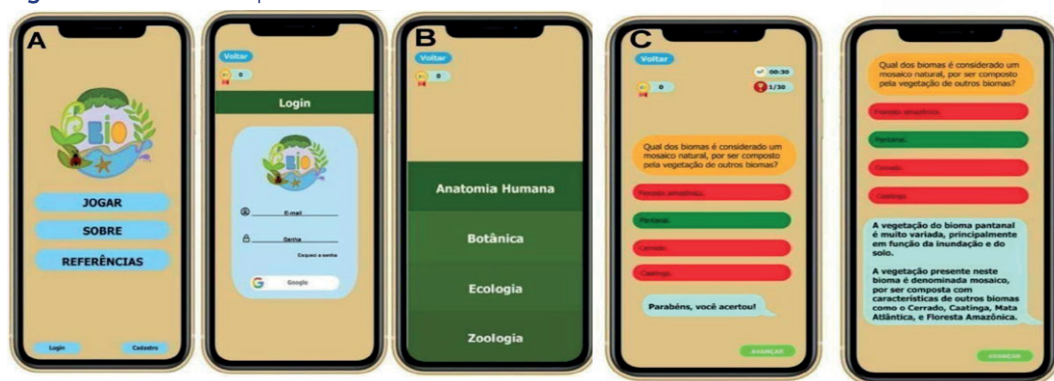 A
BIO
JOGAR
SOBRE
REFERÊNCIAS
Login
Cadastro
Voltar
0
Login
BIO
E-mail
Senha
Esqueci a senha
G Google
B
Voltar
0
Anatomia Humana
Botânica
Ecologia
Zoologia
C
Voltar
00:30
0
1/30
Qual dos biomas é considerado um
mosaico natural, por ser composto
pela vegetação de outros biomas?
Floresta amazônica.
Pantanal.
Cerrado.
Caatinga.
Parabéns, você acertou!
AVANÇAR
Qual dos biomas é considerado um
mosaico natural, por ser composto
pela vegetação de outros biomas?
Floresta amazônica.
Pantanal.
Cerrado.
Caatinga.
A vegetação do bioma pantanal
é muito variada, principalmente
em função da inundação e do
solo.
A vegetação presente neste
bioma é denominada mosaico,
por ser composta com
características de outros biomas
como o Cerrado, Caatinga, Mata
Atlântica, e Floresta Amazônica.
AVANÇAR